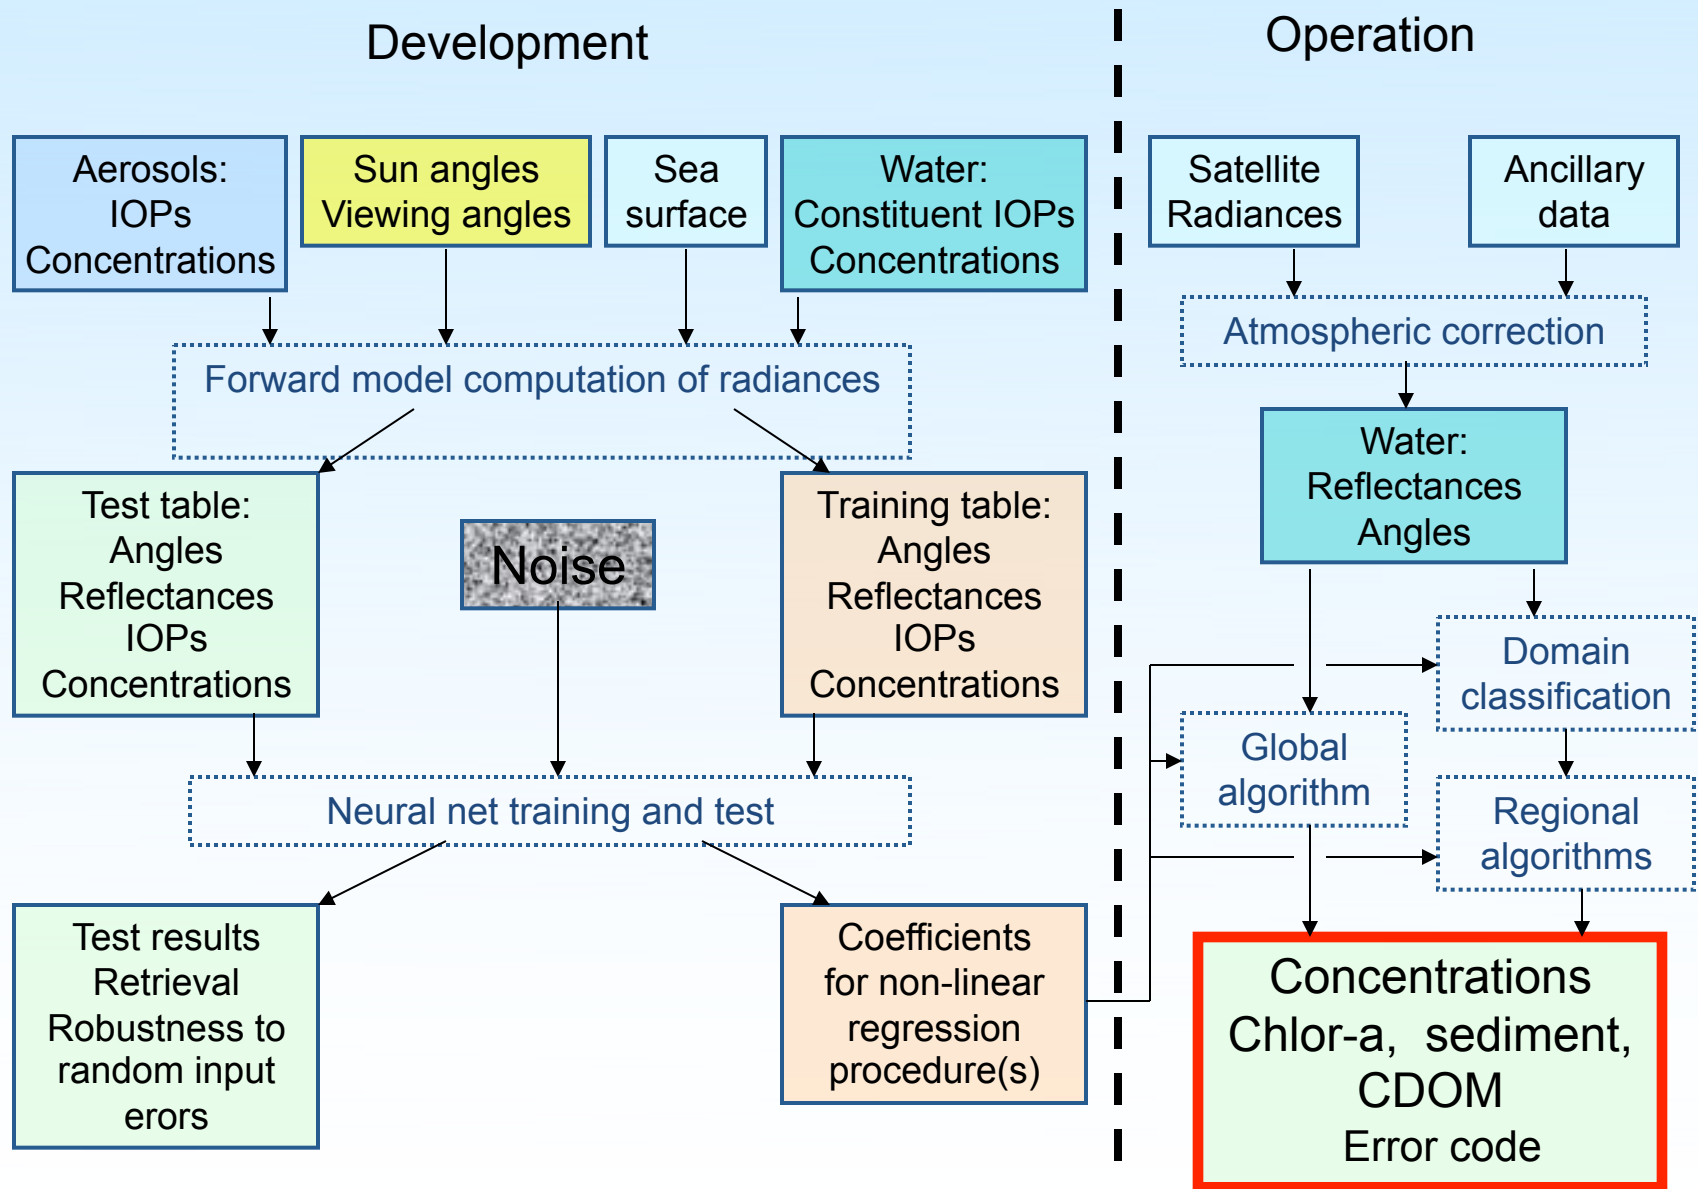 Development
Aerosols:
IOPs
Concentrations
Sun angles
Viewing angles
Sea
surface
Water:
Constituent IOPs
Concentrations
Forward model computation of radiances
Test table:
Angles
Reflectances
IOPs
Concentrations
Noise
Training table:
Angles
Reflectances
IOPs
Concentrations
Neural net training and test
Test results
Retrieval
Robustness to
random input
erors
Coefficients
for non-linear
regression
procedure(s)
Operation
Satellite
Radiances
Ancillary
data
Atmospheric correction
Water:
Reflectances
Angles
Domain
classification
Global
algorithm
Regional
algorithms
Concentrations
Chlor-a, sediment,
CDOM
Error code